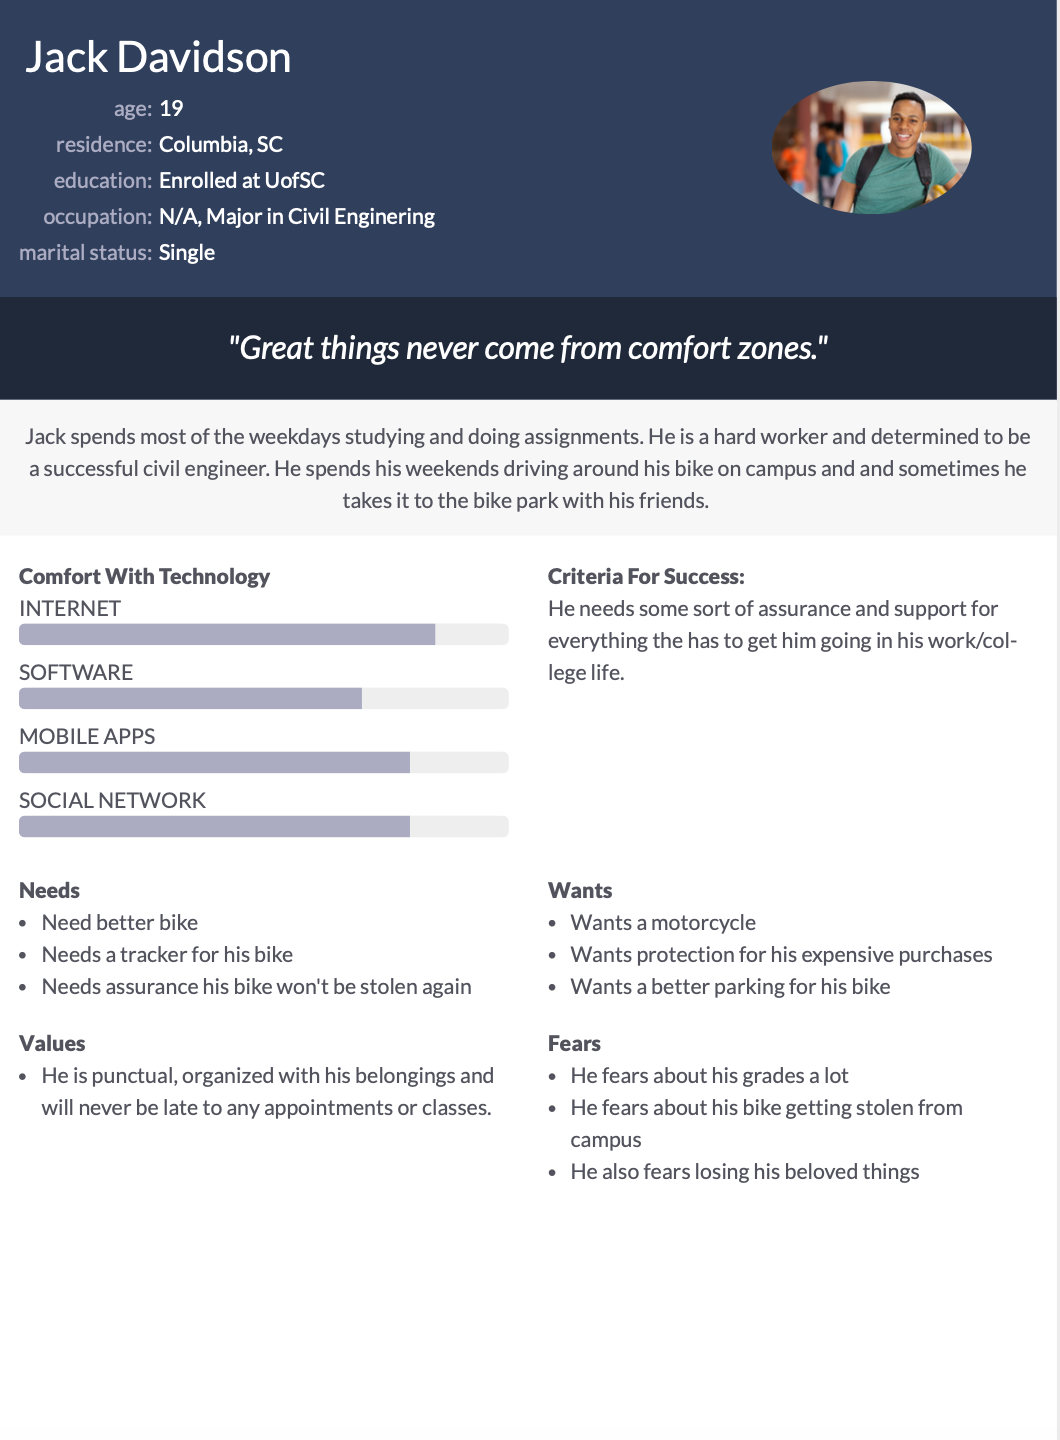 Jack Davidson
age: 19
residence: Columbia, SC
education: Enrolled at UofSC
occupation: N/A, Major in Civil Enginering
marital status: Single
"Great things never come from comfort zones."
Jack spends most of the weekdays studying and doing assignments. He is a hard worker and determined to be
a successful civil engineer. He spends his weekends driving around his bike on campus and and sometimes he
takes it to the bike park with his friends.
Comfort With Technology
INTERNET
SOFTWARE
MOBILE APPS
SOCIAL NETWORK
Criteria For Success:
He needs some sort of assurance and support for
everything the has to get him going in his work/col-
lege life.
Needs
• Need better bike
• Needs a tracker for his bike
• Needs assurance his bike won't be stolen again
Wants
• Wants a motorcycle
• Wants protection for his expensive purchases
• Wants a better parking for his bike
Values
• He is punctual, organized with his belongings and
will never be late to any appointments or classes.
Fears
• He fears about his grades a lot
• He fears about his bike getting stolen from
campus
• He also fears losing his beloved things